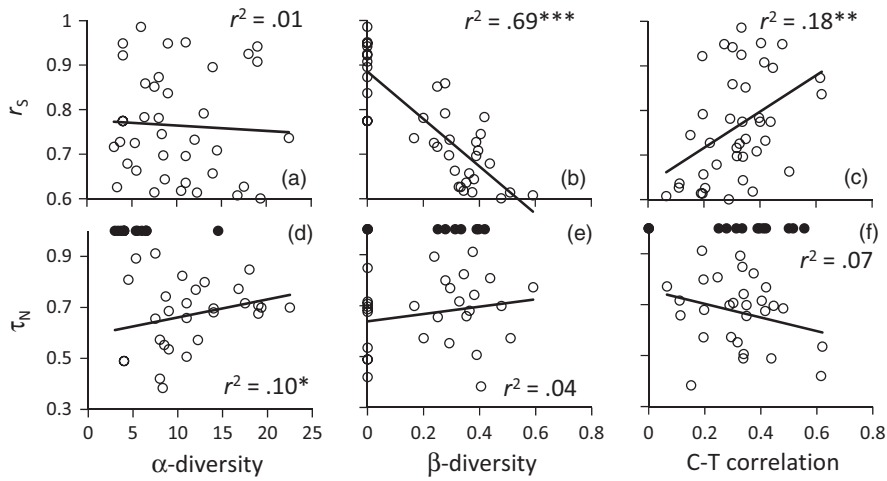 r² = .01
r² = .69***
r² = .18**
1
0.9
0.8
0.7
0.6
r_S
(a)
(b)
(c)
(d)
(e)
(f)
0.9
0.7
0.5
0.3
τ_N
r² = .10*
r² = .04
r² = .07
0 5 10 15 20 25
0 0.2 0.4 0.6 0.8
0 0.2 0.4 0.6 0.8
α-diversity
β-diversity
C-T correlation